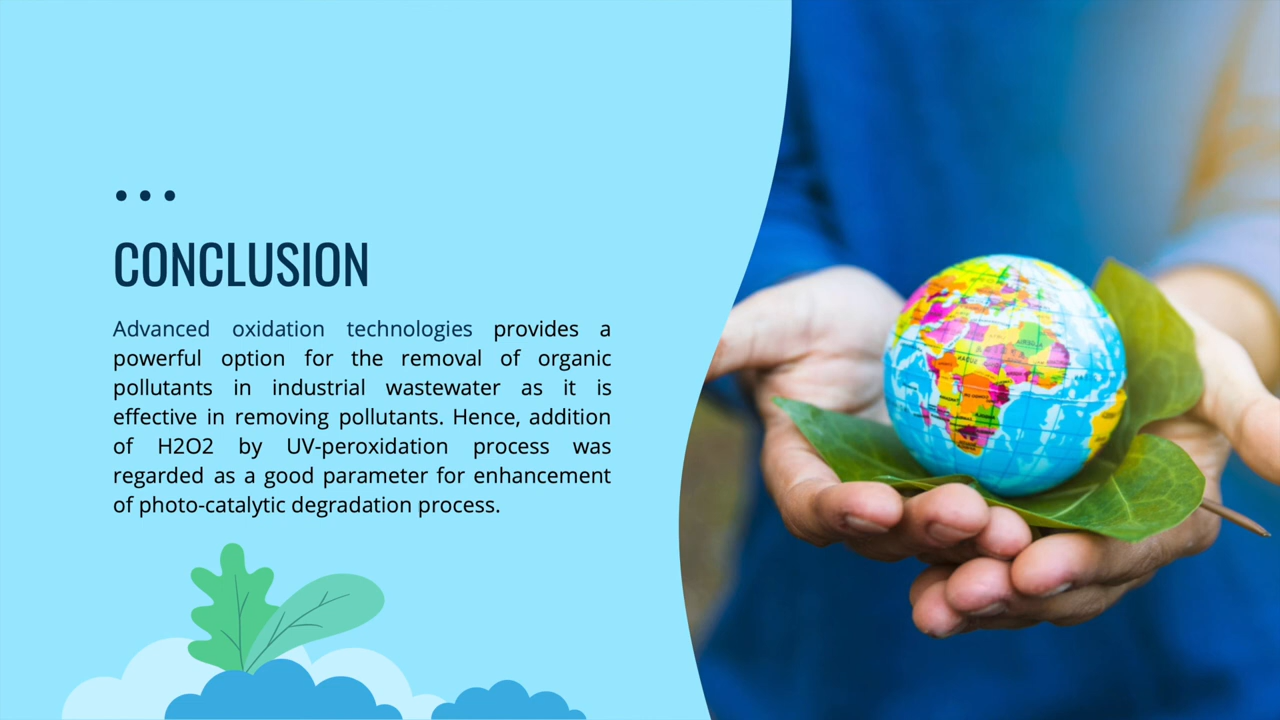 CONCLUSION
Advanced oxidation technologies provides a
powerful option for the removal of organic
pollutants in industrial wastewater as it is
effective in removing pollutants. Hence, addition
of H2O2 by UV-peroxidation process was
regarded as a good parameter for enhancement
of photo-catalytic degradation process.